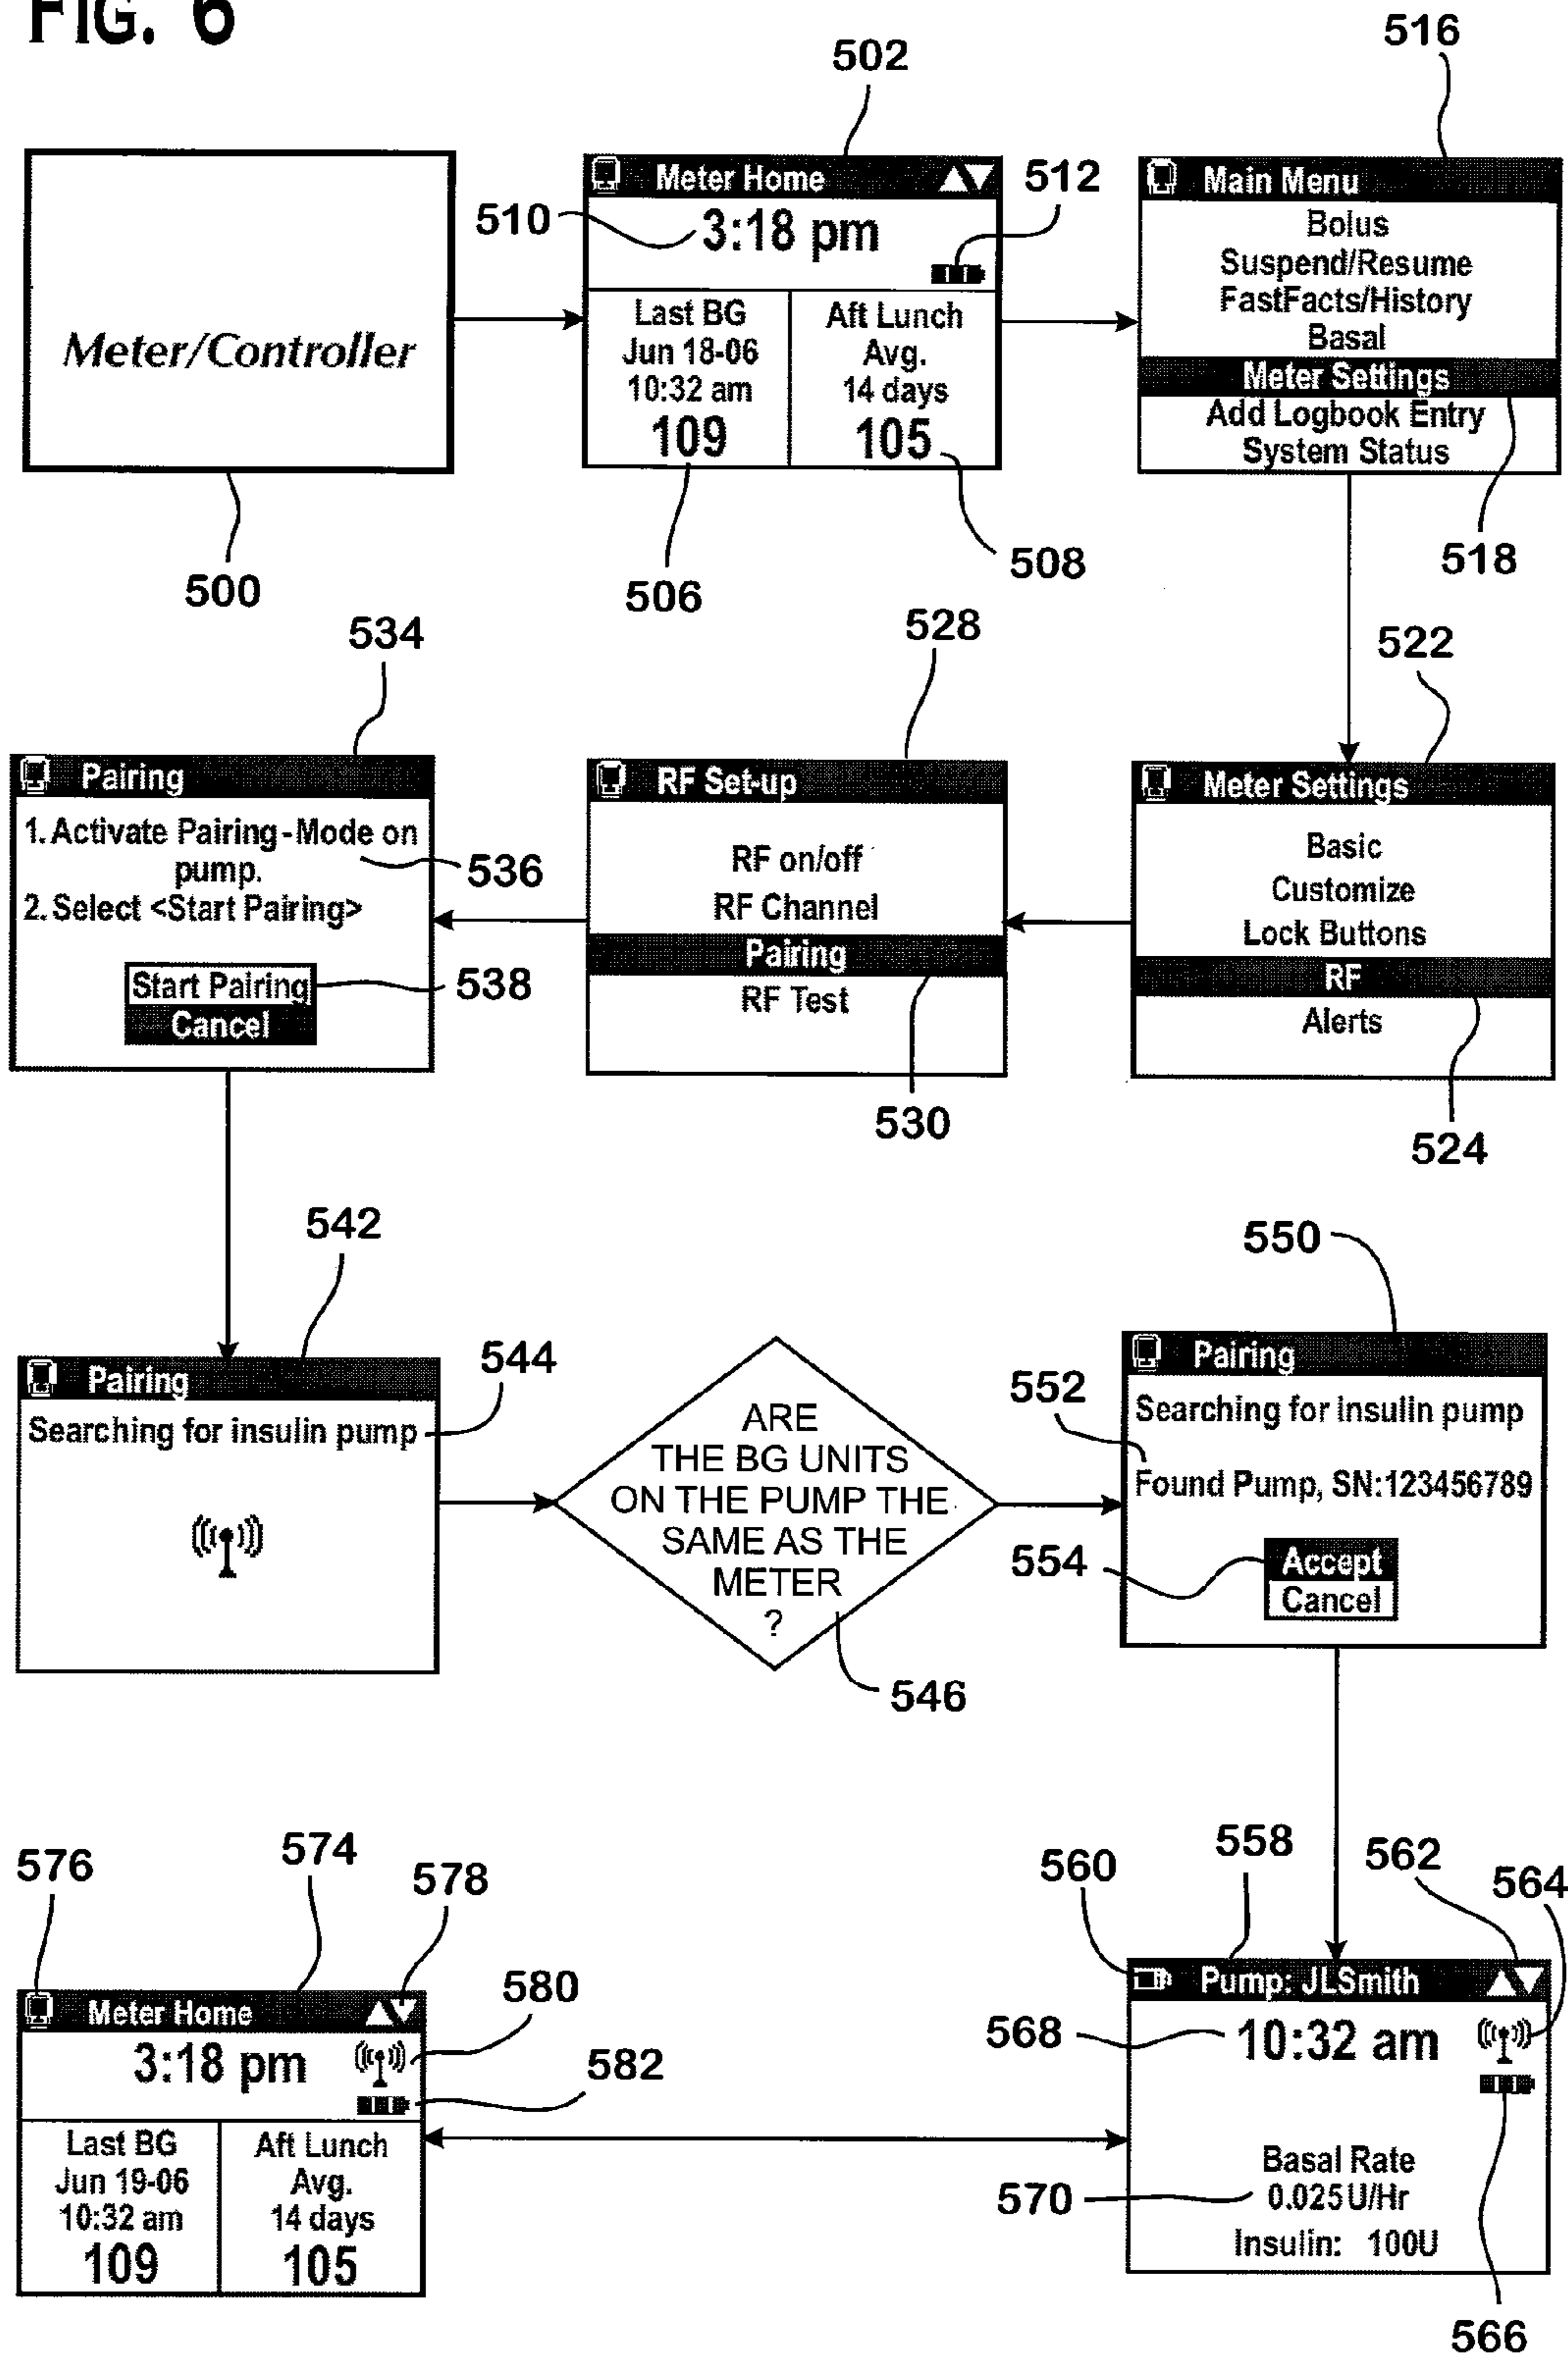 FIG. 6
502
516
Meter/Controller
500
Meter Home
510
3:18 pm
512
Last BG
Jun 18-06
10:32 am
109
Aft Lunch
Avg.
14 days
105
506
508
Main Menu
Bolus
Suspend/Resume
FastFacts/History
Basal
Meter Settings
Add Logbook Entry
System Status
518
534
528
522
Pairing
1. Activate Pairing-Mode on
pump.
2. Select <Start Pairing>
536
Start Pairing
Cancel
538
RF Set-up
RF on/off
RF Channel
Pairing
RF Test
530
Meter Settings
Basic
Customize
Lock Buttons
RF
Alerts
524
542
Pairing
Searching for insulin pump
544
ARE
THE BG UNITS
ON THE PUMP THE
SAME AS THE
METER
?
546
550
Pairing
Searching for insulin pump
552
Found Pump, SN:123456789
554
Accept
Cancel
576
574
578
Meter Home
3:18 pm
580
582
Last BG
Jun 19-06
10:32 am
109
Aft Lunch
Avg.
14 days
105
560
558
562
564
Pump: JLSmith
568
10:32 am
Basal Rate
570
0.025U/Hr
Insulin: 100U
566